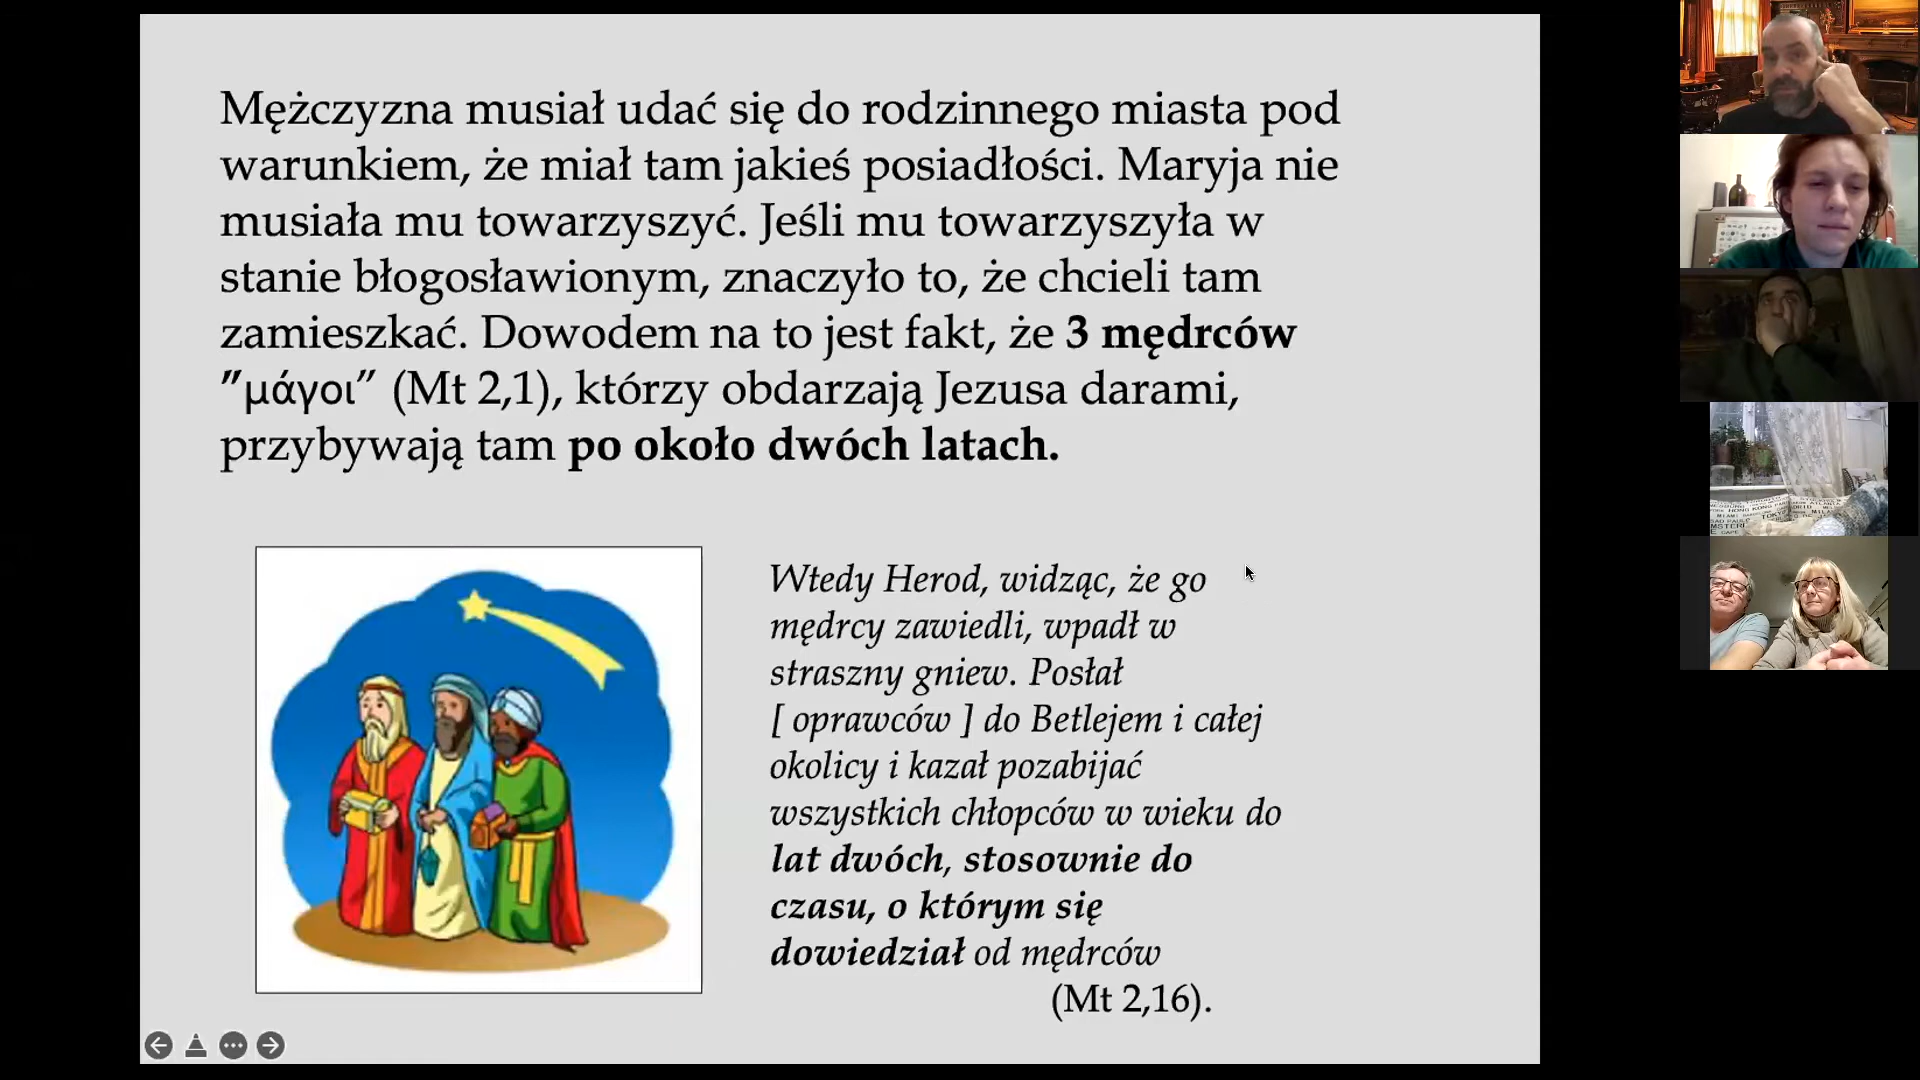 Mężczyzna musiał udać się do rodzinnego miasta pod
warunkiem, że miał tam jakieś posiadłości. Maryja nie
musiała mu towarzyszyć. Jeśli mu towarzyszyła w
stanie błogosławionym, znaczyło to, że chcieli tam
zamieszkać. Dowodem na to jest fakt, że 3 mędrców
”μάγοι” (Mt 2,1), którzy obdarzają Jezusa darami,
przybywają tam po około dwóch latach.
Wtedy Herod, widząc, że go
mędrcy zawiedli, wpadł w
straszny gniew. Posłał
[ oprawców ] do Betlejem i całej
okolicy i kazał pozabijać
wszystkich chłopców w wieku do
lat dwóch, stosownie do
czasu, o którym się
dowiedział od mędrców
(Mt 2,16).
HONG KONG
TOKYO